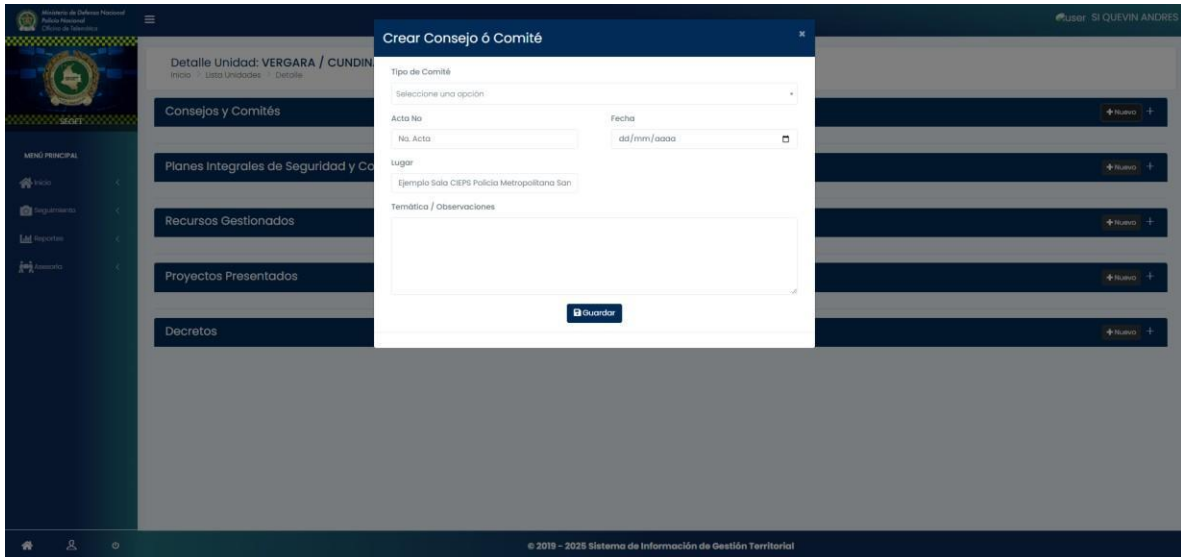 Ministerio de Defensa Nacional
Policía Nacional
Oficina de Telemática
user SI QUEVIN ANDRES
SEGET
MENÚ PRINCIPAL
Inicio
Seguimiento
Reportes
Asesoría
Detalle Unidad: VERGARA / CUNDIN
Inicio / Lista Unidades / Detalle
Consejos y Comités
Nuevo
Planes Integrales de Seguridad y Co
Nuevo
Recursos Gestionados
Nuevo
Proyectos Presentados
Nuevo
Decretos
Nuevo
Crear Consejo ó Comité
×
Tipo de Comité
Seleccione una opción
Acta No
Fecha
No. Acta
dd/mm/aaaa
Lugar
Ejemplo Sala CIEPS Policía Metropolitana San
Temática / Observaciones
Guardar
© 2019 - 2025 Sistema de Información de Gestión Territorial